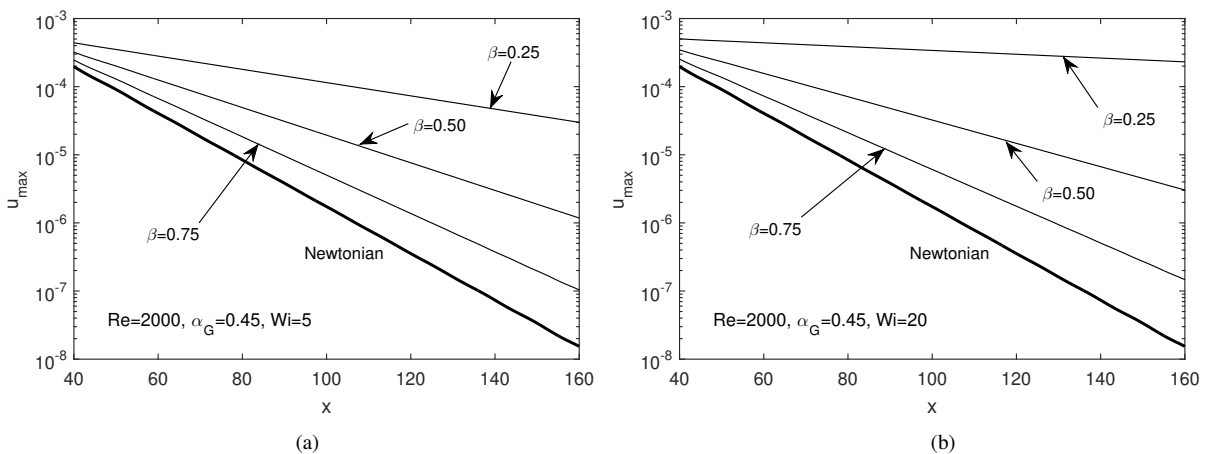 10⁻³
10⁻⁴
10⁻⁵
10⁻⁶
10⁻⁷
10⁻⁸
u_max
β=0.25
β=0.50
β=0.75
Newtonian
Re=2000, α_G=0.45, Wi=5
40 60 80 100 120 140 160
x
(a)
10⁻³
10⁻⁴
10⁻⁵
10⁻⁶
10⁻⁷
10⁻⁸
u_max
β=0.25
β=0.50
β=0.75
Newtonian
Re=2000, α_G=0.45, Wi=20
40 60 80 100 120 140 160
x
(b)